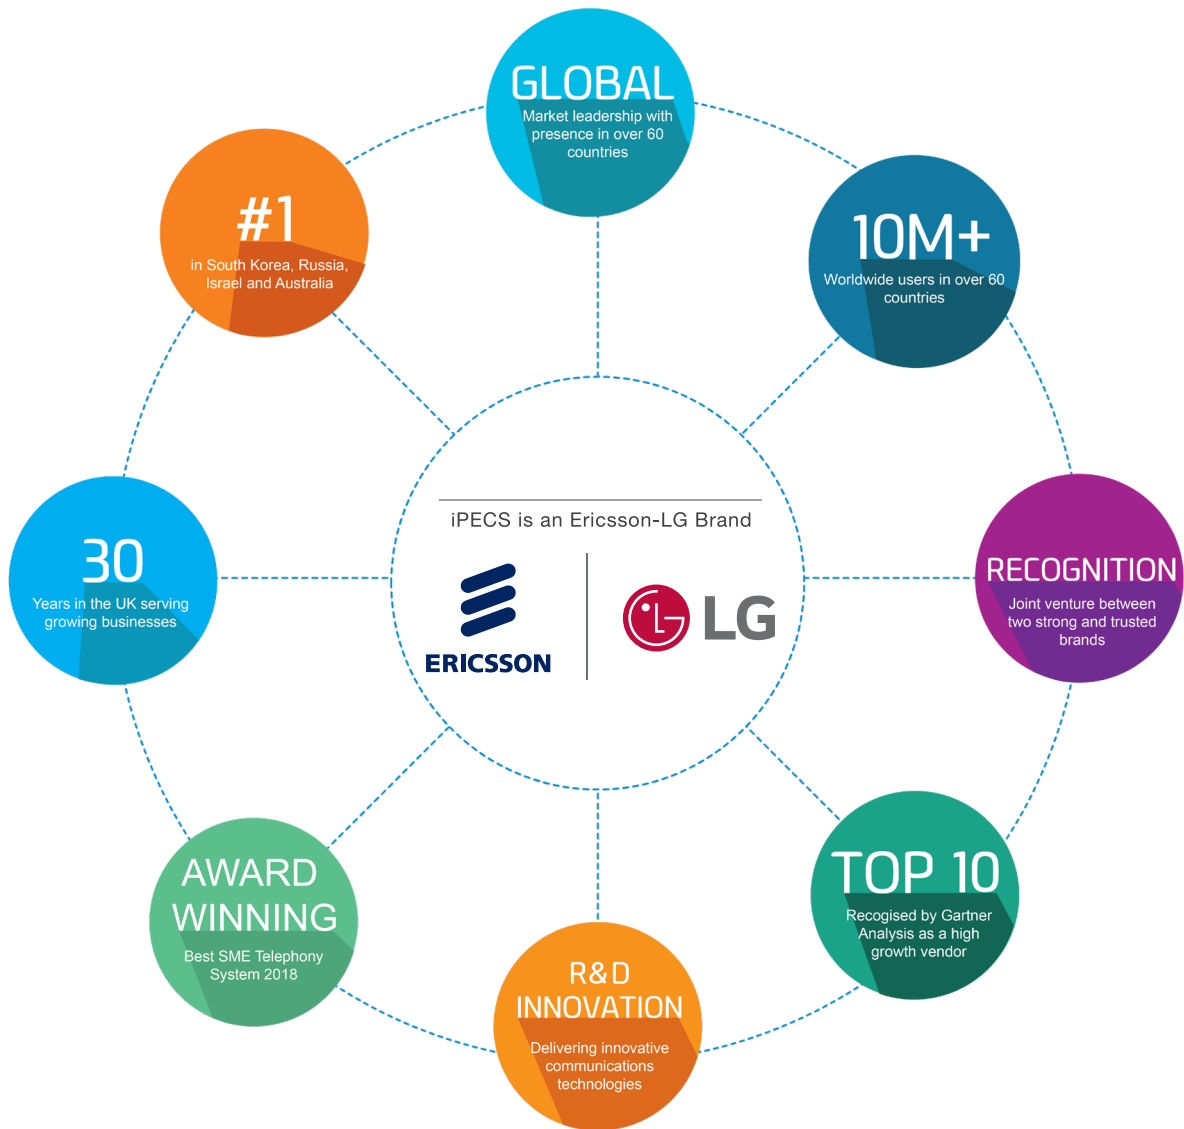 GLOBAL
Market leadership with
presence in over 60
countries
10M+
Worldwide users in over 60
countries
RECOGNITION
Joint venture between
two strong and trusted
brands
TOP 10
Recogised by Gartner
Analysis as a high
growth vendor
R&D
INNOVATION
Delivering innovative
communications
technologies
AWARD
WINNING
Best SME Telephony
System 2018
30
Years in the UK serving
growing businesses
#1
in South Korea, Russia,
Israel and Australia
iPECS is an Ericsson-LG Brand
ERICSSON
LG